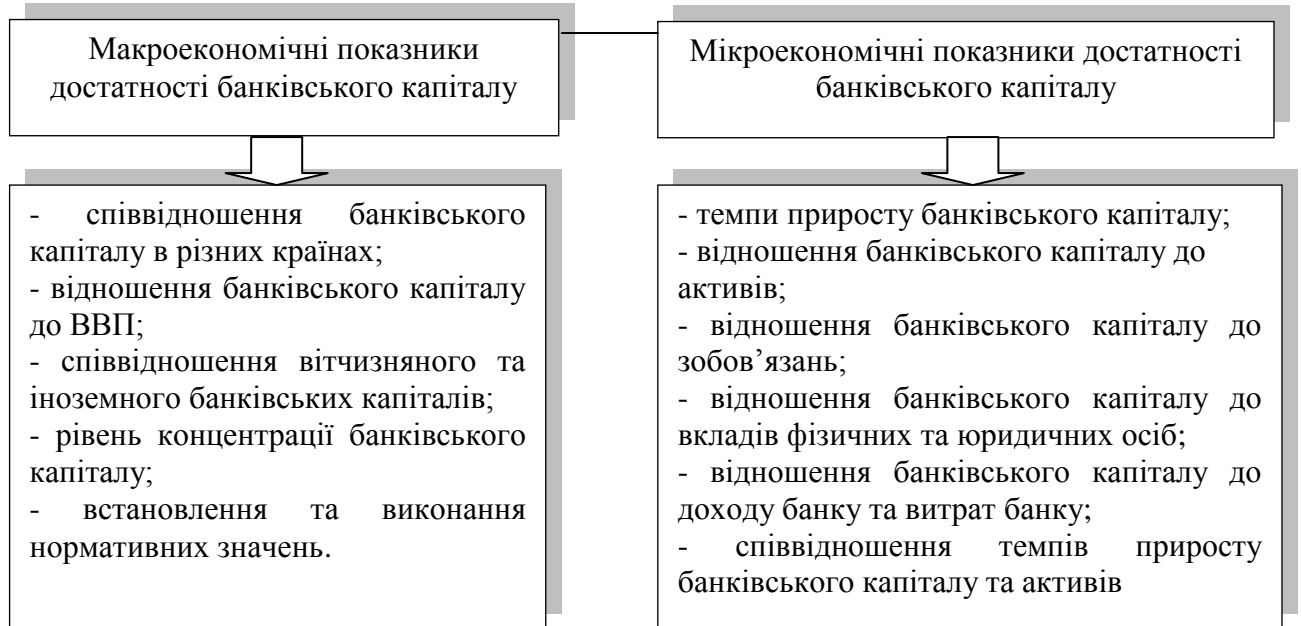 Макроекономічні показники
достатності банківського капіталу
Мікроекономічні показники достатності
банківського капіталу
- співвідношення банківського
капіталу в різних країнах;
- відношення банківського капіталу
до ВВП;
- співвідношення вітчизняного та
іноземного банківських капіталів;
- рівень концентрації банківського
капіталу;
- встановлення та виконання
нормативних значень.
- темпи приросту банківського капіталу;
- відношення банківського капіталу до
активів;
- відношення банківського капіталу до
зобов’язань;
- відношення банківського капіталу до
вкладів фізичних та юридичних осіб;
- відношення банківського капіталу до
доходу банку та витрат банку;
- співвідношення темпів приросту
банківського капіталу та активів